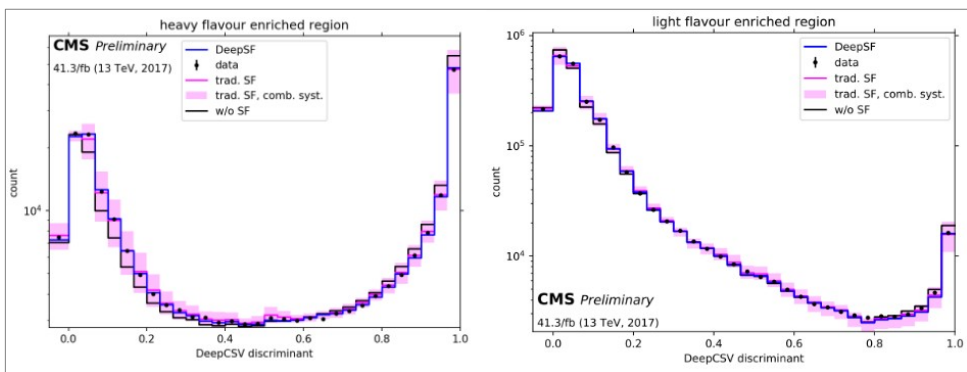 heavy flavour enriched region
CMS Preliminary
41.3/fb (13 TeV, 2017)
DeepSF
data
trad. SF
trad. SF, comb. syst.
w/o SF
count
10⁴
0.0 0.2 0.4 0.6 0.8 1.0
DeepCSV discriminant
light flavour enriched region
DeepSF
data
trad. SF
trad. SF, comb. syst.
w/o SF
count
10⁶
10⁵
10⁴
CMS Preliminary
41.3/fb (13 TeV, 2017)
0.0 0.2 0.4 0.6 0.8 1.0
DeepCSV discriminant